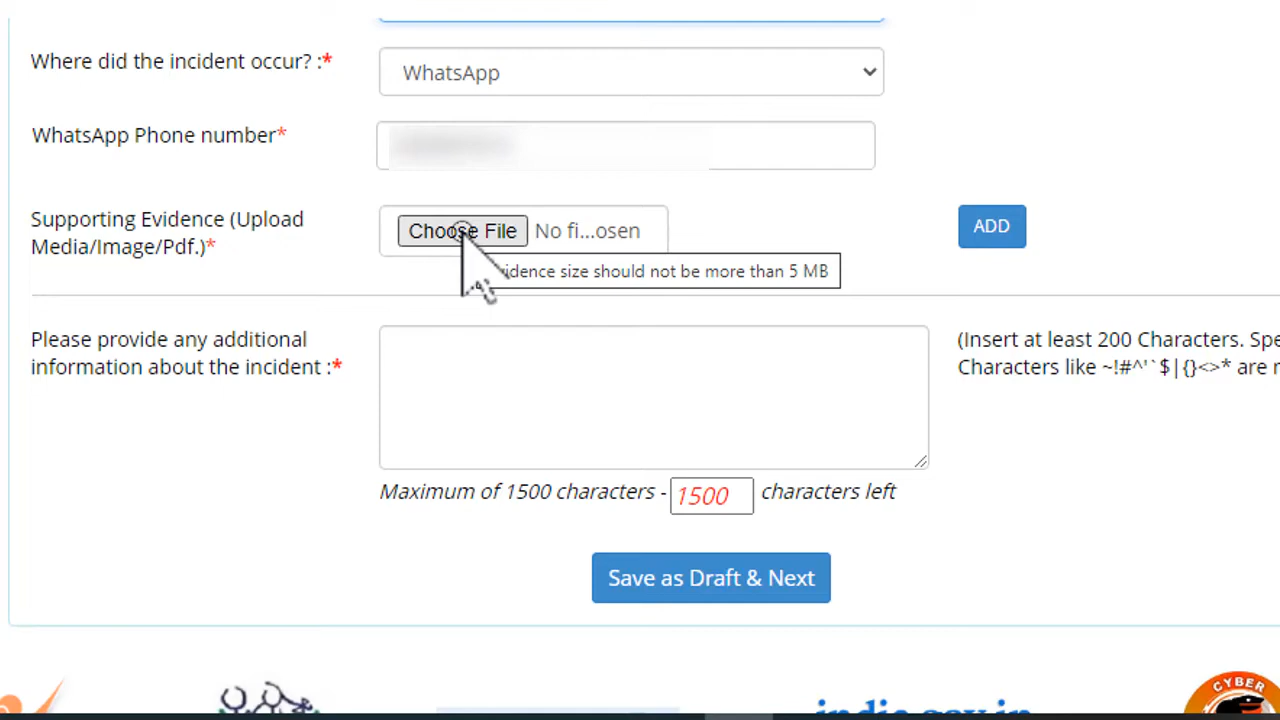 Where did the incident occur? :*
WhatsApp
WhatsApp Phone number*
Supporting Evidence (Upload
Media/Image/Pdf.)*
Choose File No fi...osen
ADD
size should not be more than 5 MB
Please provide any additional
information about the incident :*
(Insert at least 200 Characters.
Characters like ~!#^'`$|{}<>* are
Maximum of 1500 characters - 1500 characters left
Save as Draft & Next
india.gov.in
CYBER